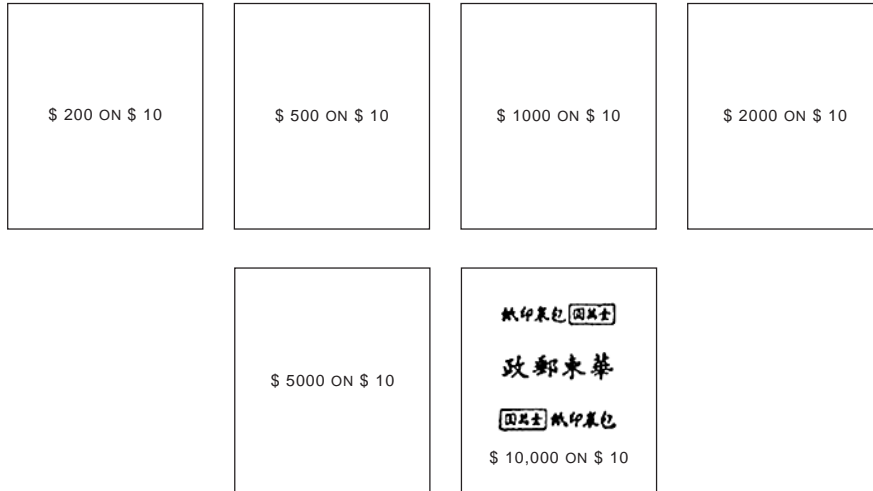 $ 200 ON $ 10
$ 500 ON $ 10
$ 1000 ON $ 10
$ 2000 ON $ 10
$ 5000 ON $ 10
壹萬圓包裹印紙
華東郵政
包裹印紙壹萬圓
$ 10,000 ON $ 10